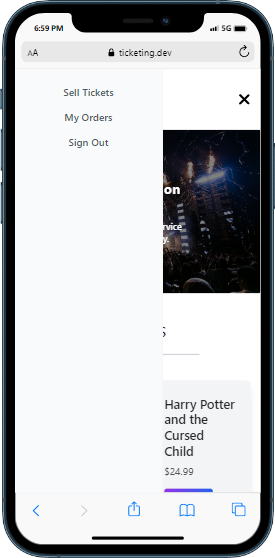 6:59 PM
5G
AA
ticketing.dev
Sell Tickets
My Orders
Sign Out
on
rvice
y.
S
Harry Potter
and the
Cursed
Child
$24.99